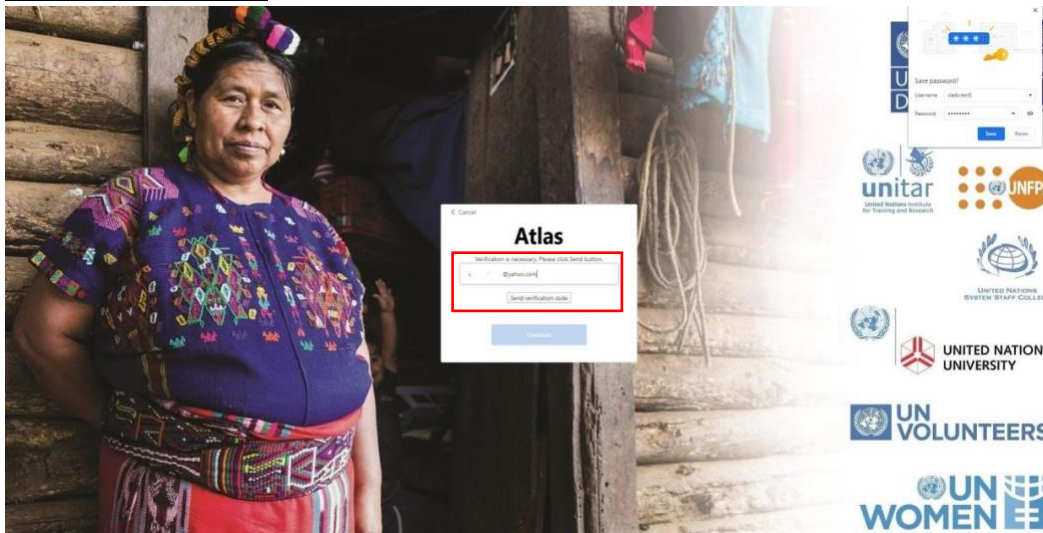 Save password?
Username
Password ••••••••
Save
Never
Cancel
Atlas
Verification is necessary. Please click Send button.
@yahoo.com
Send verification code
Continue
U
D
unitar
United Nations Institute
for Training and Research
UNFP
UNITED NATIONS
SYSTEM STAFF COLLE
UNITED NATION
UNIVERSITY
UN
VOLUNTEERS
UN
WOMEN